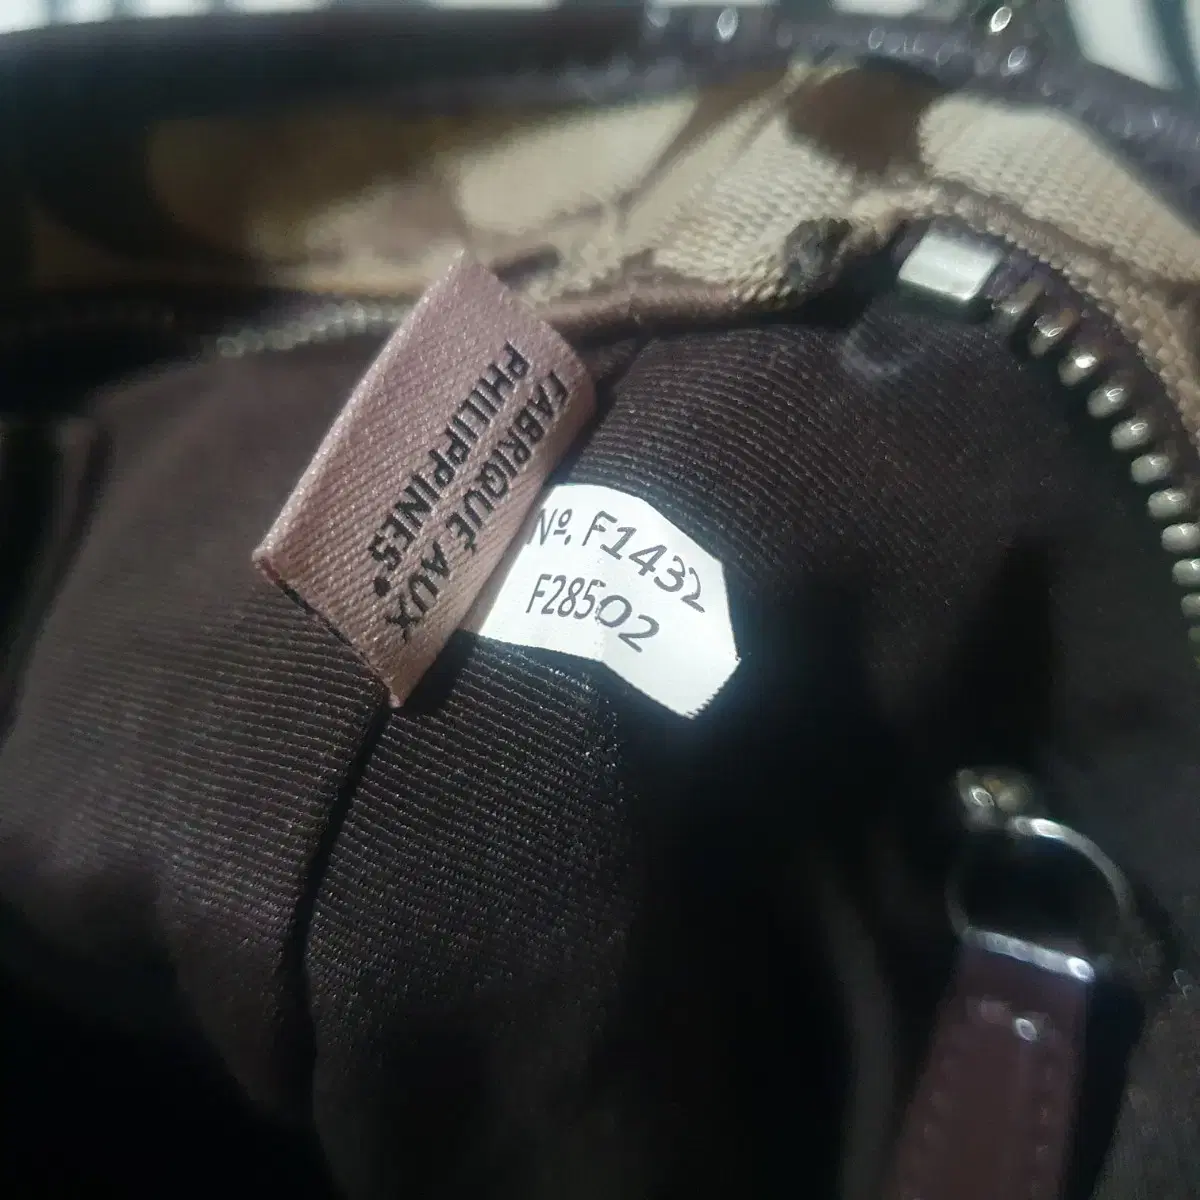 FABRIQUÉ AUX
PHILIPPINES
Nº. F1432
F28502